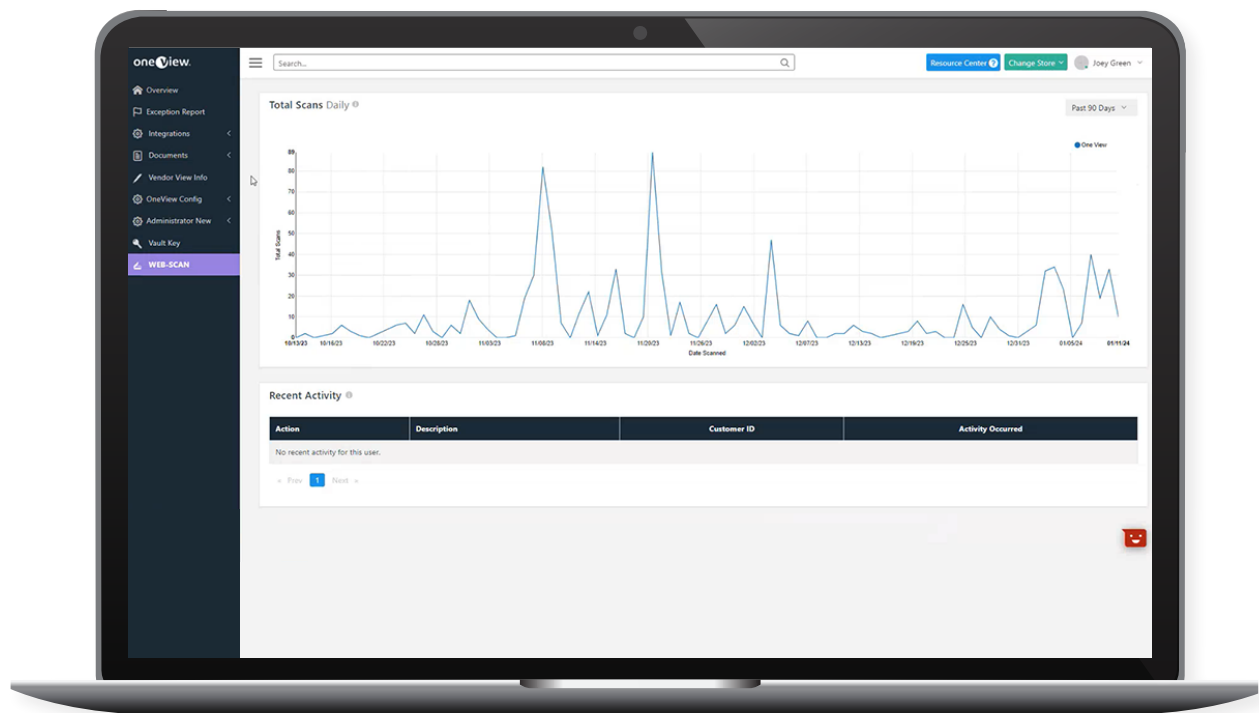 oneView.
Search...
Resource Center ?
Change Store
Joey Green
Overview
Exception Report
Integrations
Documents
Vendor View Info
OneView Config
Administrator New
Vault Key
WEB-SCAN
Total Scans Daily
Past 90 Days
One View
89
80
70
60
50
40
30
20
10
0
Total Scans
10/13/23 10/16/23 10/22/23 10/28/23 11/03/23 11/08/23 11/14/23 11/20/23 11/26/23 12/02/23 12/07/23 12/13/23 12/19/23 12/25/23 12/31/23 01/05/24 01/11/24
Date Scanned
Recent Activity
Action Description Customer ID Activity Occurred
No recent activity for this user.
« Prev 1 Next »